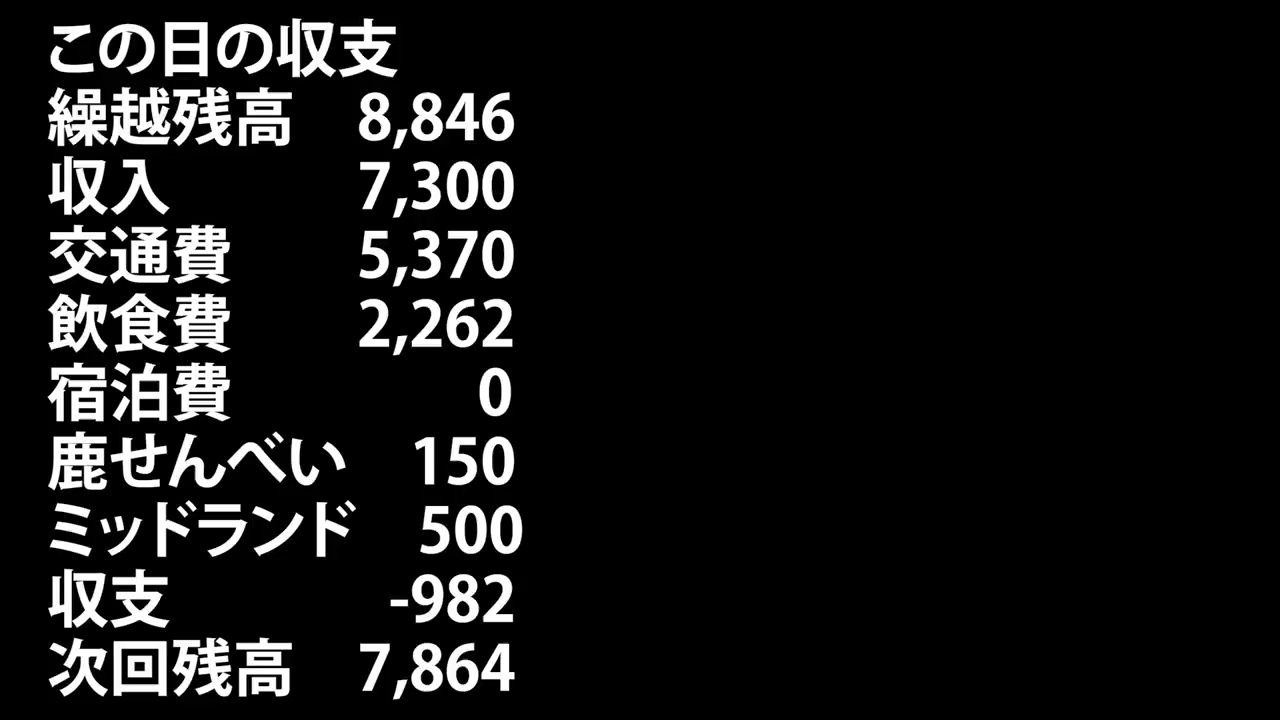 この日の収支
繰越残高 8,846
収入 7,300
交通費 5,370
飲食費 2,262
宿泊費 0
鹿せんべい 150
ミッドランド 500
収支 -982
次回残高 7,864